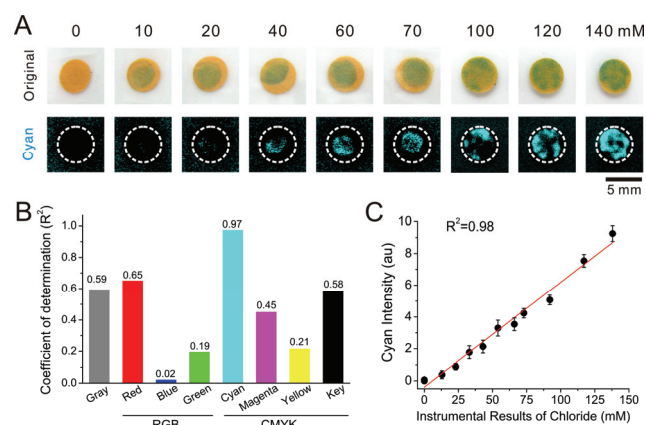 A
0 10 20 40 60 70 100 120 140 mM
Original
Cyan
5 mm
B
Coefficient of determination (R²)
1.0
0.8
0.6
0.4
0.2
0.0
0.59
0.65
0.02
0.19
0.97
0.45
0.21
0.58
Gray Red Blue Green Cyan Magenta Yellow Key
RGB CMYK
C
R²=0.98
Cyan Intensity (au)
10
8
6
4
2
0
0 25 50 75 100 125 150
Instrumental Results of Chloride (mM)